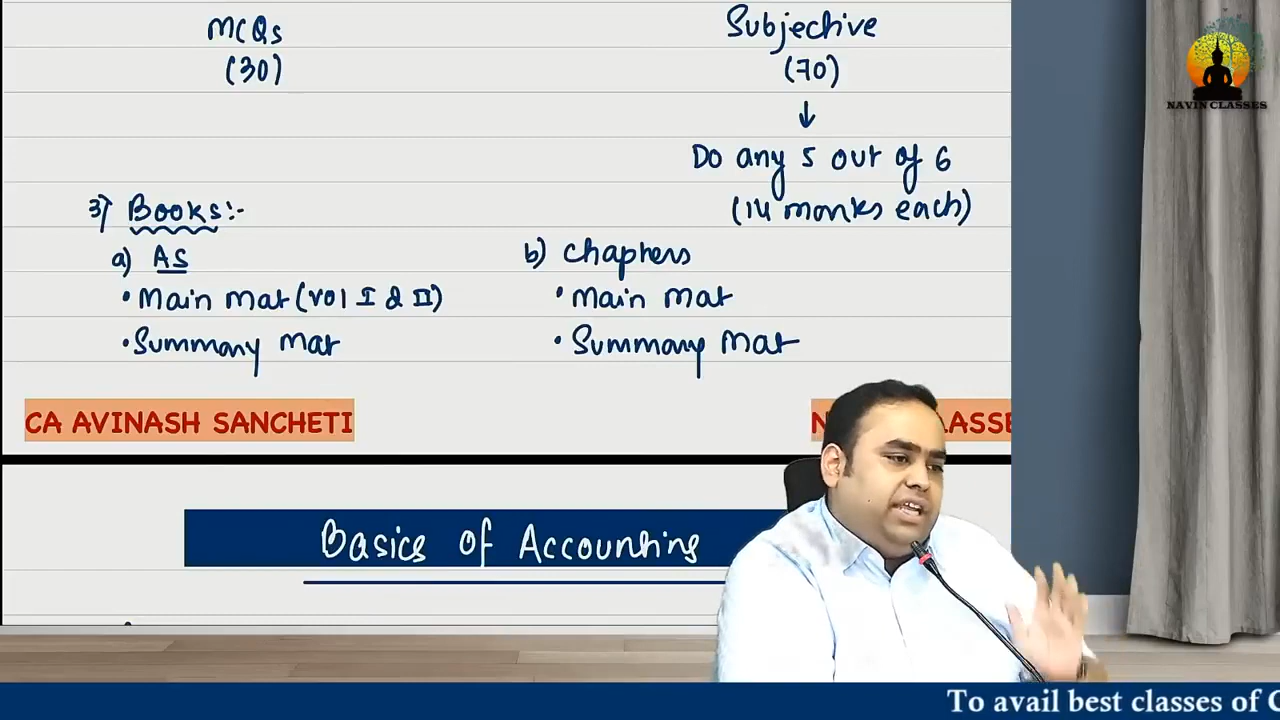 MCQs
(30)
Subjective
(70)
Do any 5 out of 6
(14 marks each)
3) Books:-
a) AS
• Main mat (vol I & II)
• Summary Mat
b) Chapters
• Main Mat
• Summary Mat
CA AVINASH SANCHETI
Basics of Accounting
NAVIN CLASSES
To avail best classes of C